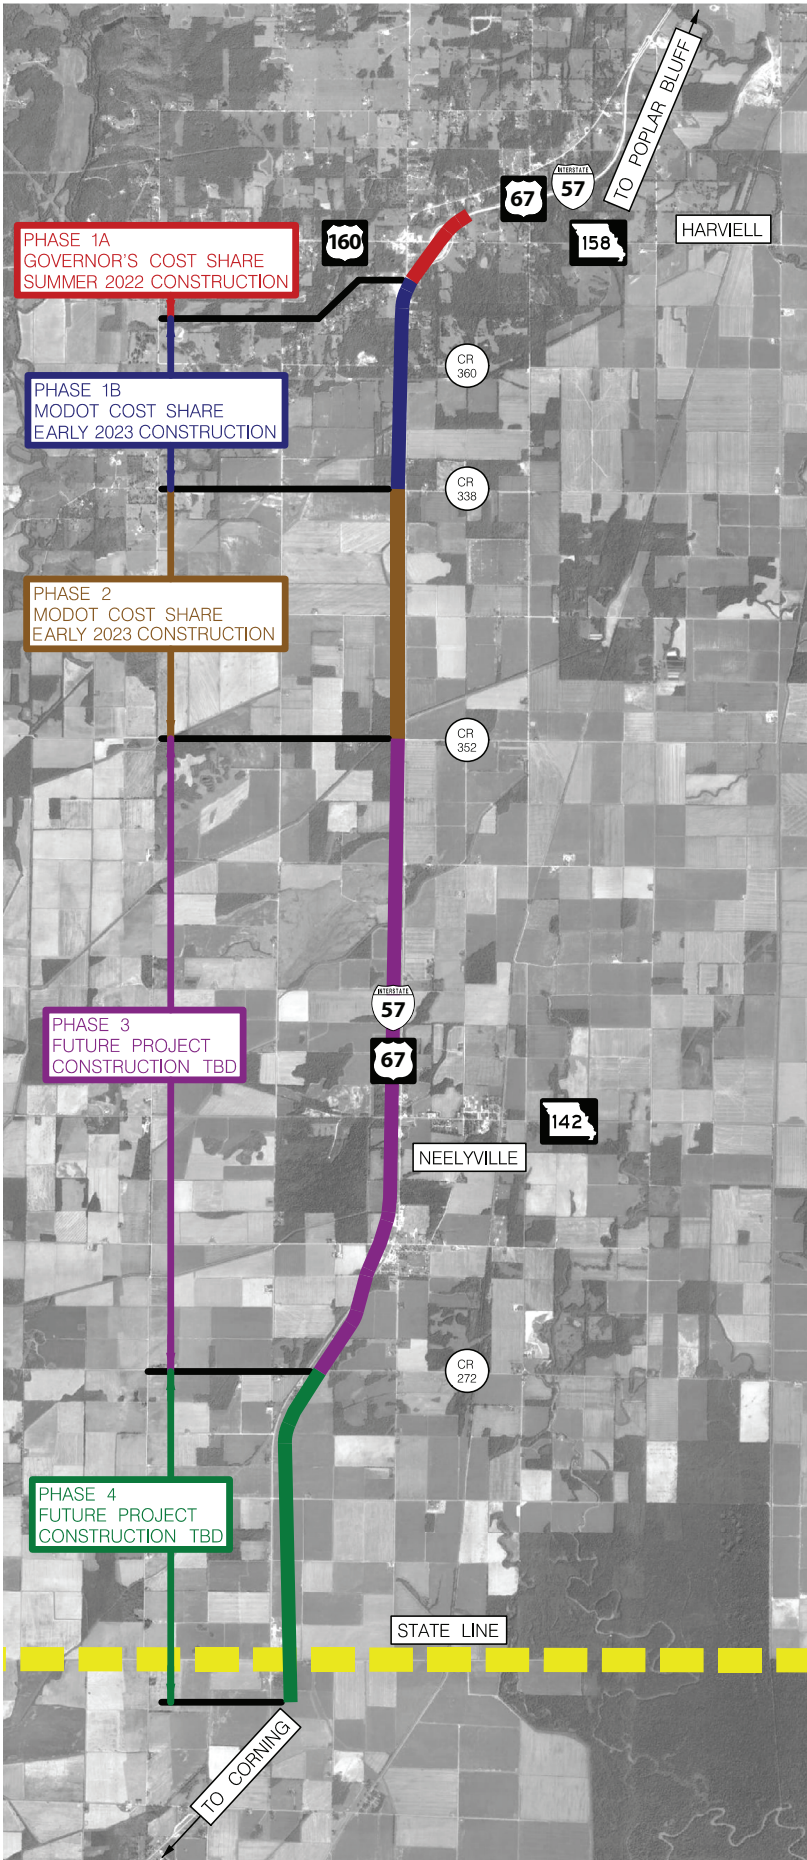 TO POPLAR BLUFF
INTERSTATE
57
67
158
HARVIELL
160
PHASE 1A
GOVERNOR'S COST SHARE
SUMMER 2022 CONSTRUCTION
CR
360
PHASE 1B
MODOT COST SHARE
EARLY 2023 CONSTRUCTION
CR
338
PHASE 2
MODOT COST SHARE
EARLY 2023 CONSTRUCTION
CR
352
INTERSTATE
57
67
PHASE 3
FUTURE PROJECT
CONSTRUCTION TBD
142
NEELYVILLE
CR
272
PHASE 4
FUTURE PROJECT
CONSTRUCTION TBD
STATE LINE
TO CORNING